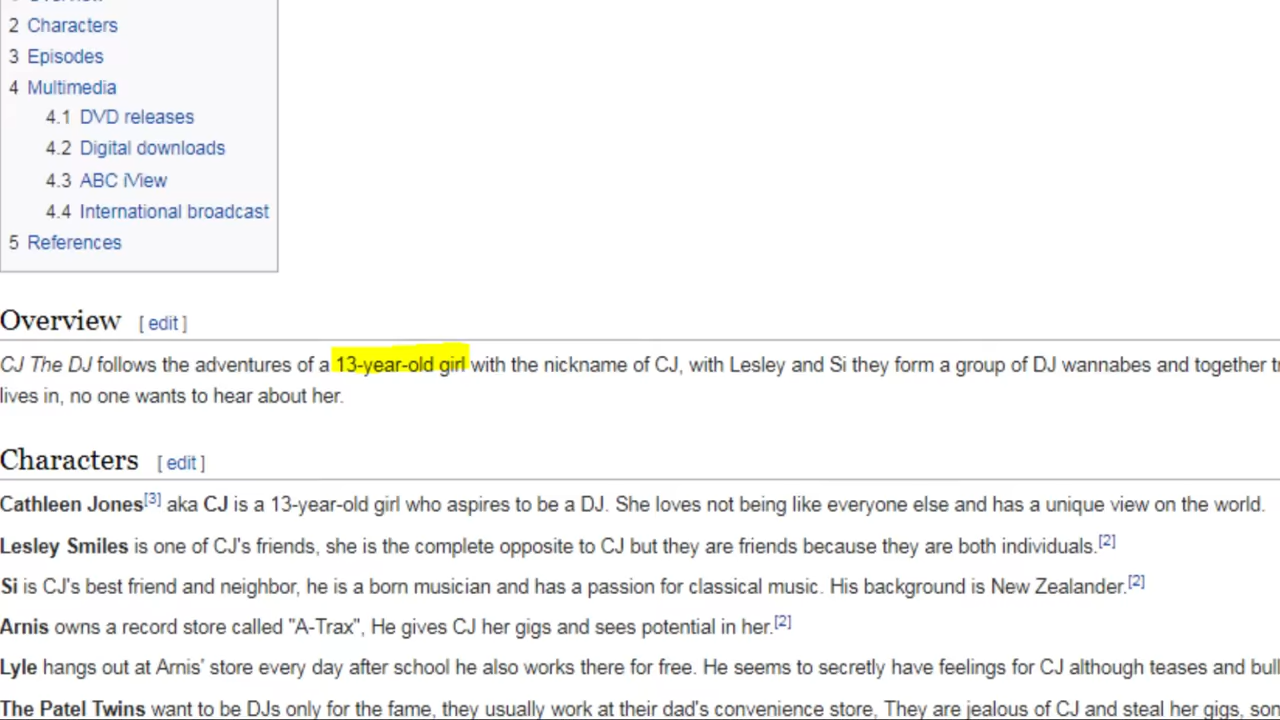 2 Characters
3 Episodes
4 Multimedia
4.1 DVD releases
4.2 Digital downloads
4.3 ABC iView
4.4 International broadcast
5 References
Overview [ edit ]
CJ The DJ follows the adventures of a 13-year-old girl with the nickname of CJ, with Lesley and Si they form a group of DJ wannabes and together
lives in, no one wants to hear about her.
Characters [ edit ]
Cathleen Jones[3] aka CJ is a 13-year-old girl who aspires to be a DJ. She loves not being like everyone else and has a unique view on the world.
Lesley Smiles is one of CJ's friends, she is the complete opposite to CJ but they are friends because they are both individuals.[2]
Si is CJ's best friend and neighbor, he is a born musician and has a passion for classical music. His background is New Zealander.[2]
Arnis owns a record store called "A-Trax", He gives CJ her gigs and sees potential in her.[2]
Lyle hangs out at Arnis' store every day after school he also works there for free. He seems to secretly have feelings for CJ although teases and
The Patel Twins want to be DJs only for the fame, they usually work at their dad's convenience store, They are jealous of CJ and steal her gigs,